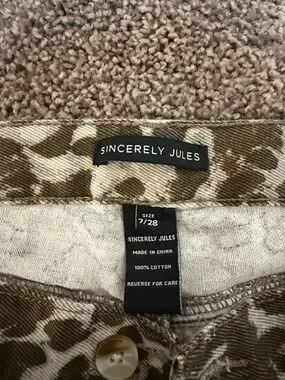 SINCERELY JULES
SIZE
7/28
SINCERELY JULES
MADE IN CHINA
100% COTTON
REVERSE FOR CARE